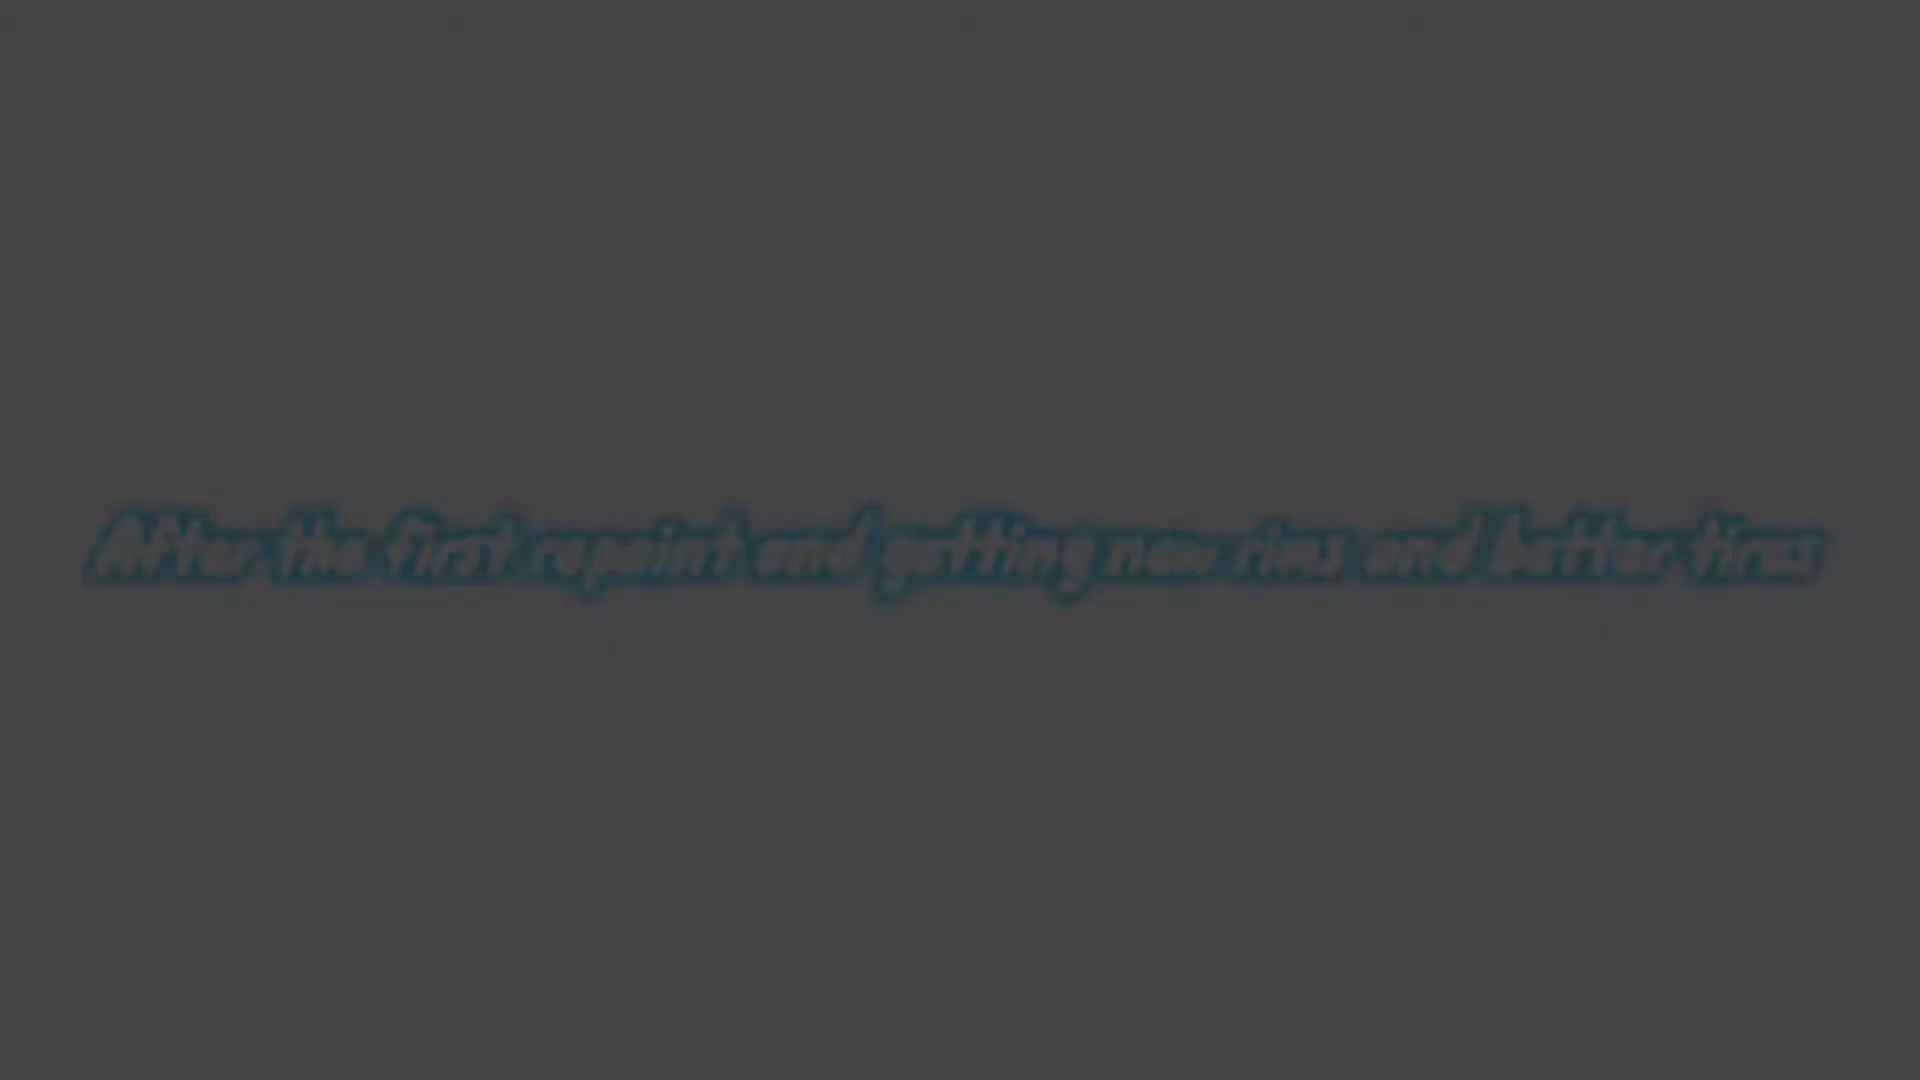 After the first repaint and getting new rims and better tires